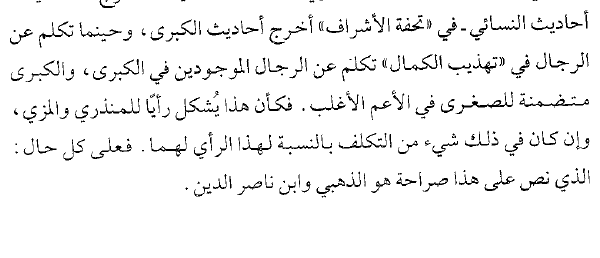 أحاديث النسائي - في «تحفة الأشراف» أخرج أحاديث الكبرى، وحينما تكلم عن
الرجال في «تهذيب الكمال» تكلم عن الرجال الموجودين في الكبرى، والكبرى
متضمنة للصغرى في الأعم الأغلب. فكأن هذا يُشكل رأيًا للمنذري والمزي،
وإن كان في ذلك شيء من التكلف بالنسبة لهذا الرأي لهما. فعلى كل حال:
الذي نص على هذا صراحة هو الذهبي وابن ناصر الدين.